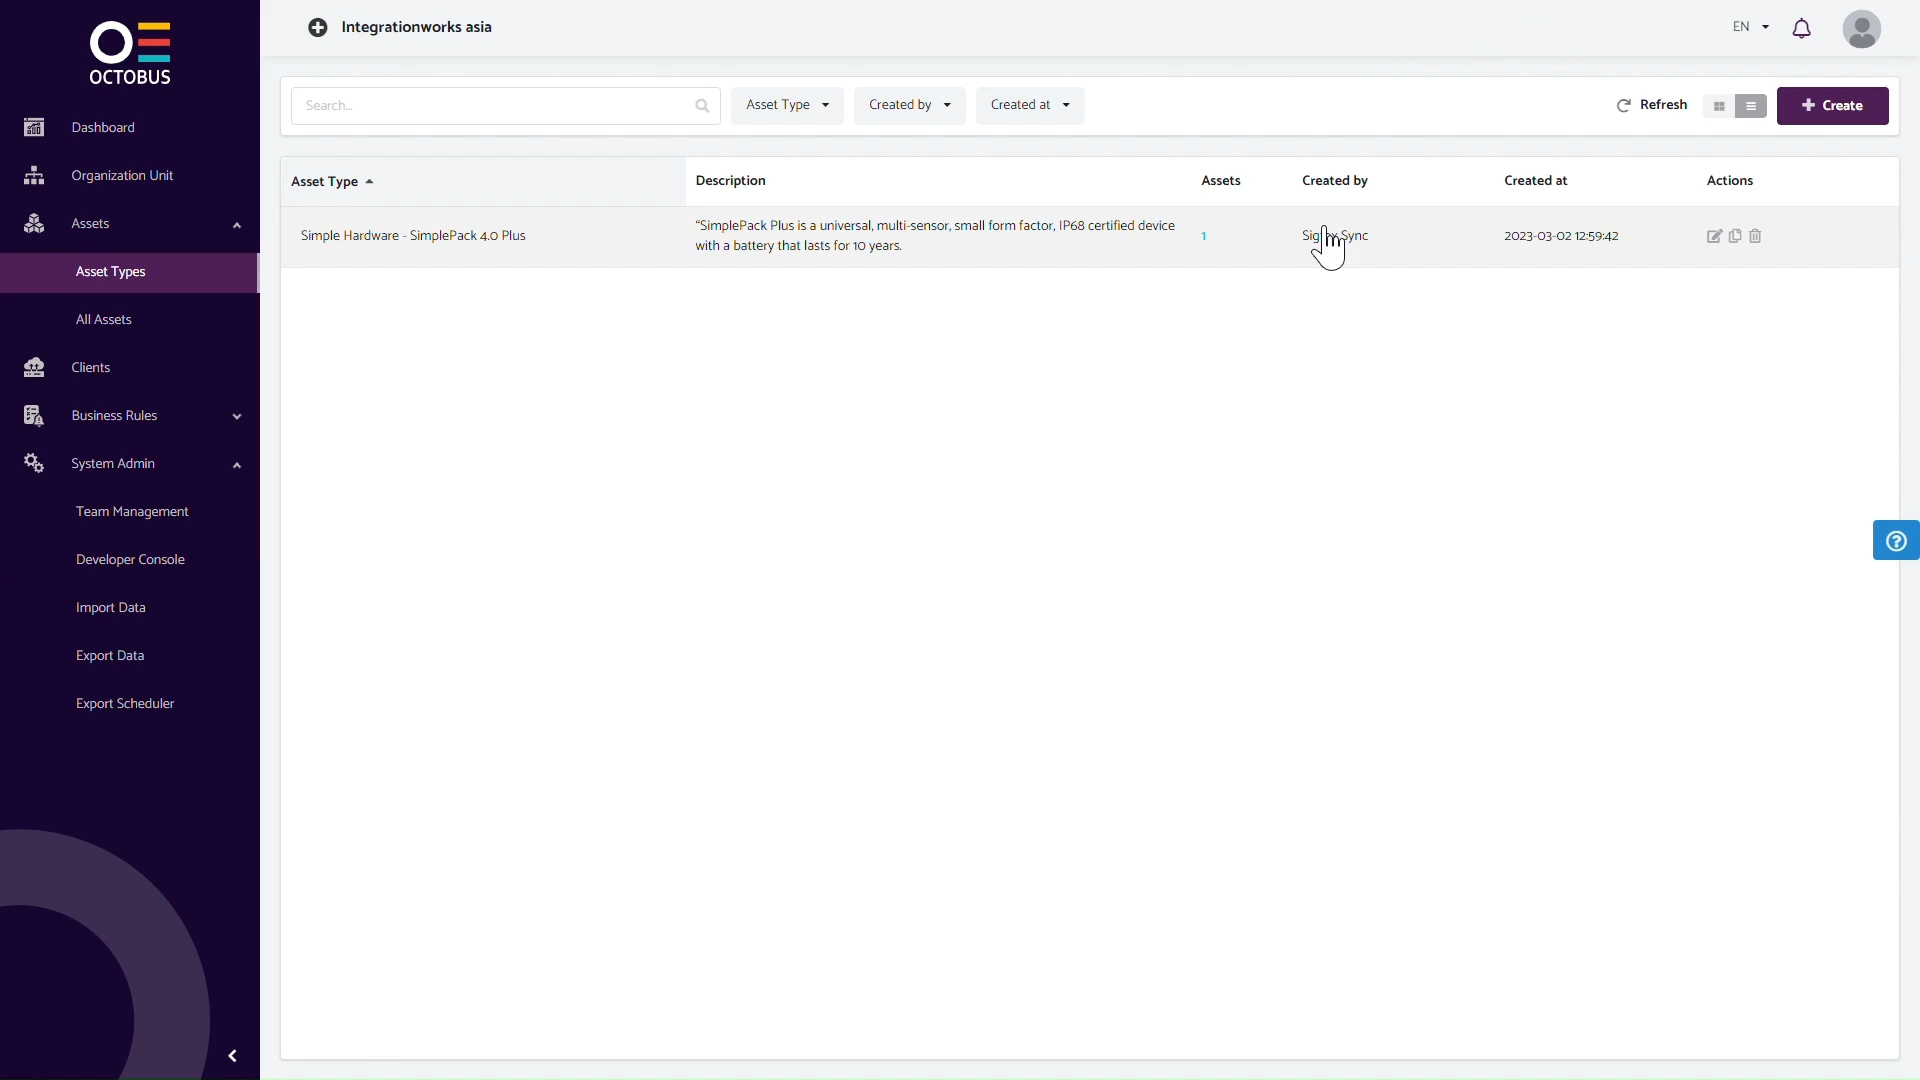 OCTOBUS
Dashboard
Organization Unit
Assets
Asset Types
All Assets
Clients
Business Rules
System Admin
Team Management
Developer Console
Import Data
Export Data
Export Scheduler
Integrationworks asia
EN
Search...
Asset Type
Created by
Created at
Refresh
Create
Asset Type
Description
Assets
Created by
Created at
Actions
Simple Hardware - SimplePack 4.0 Plus
"SimplePack Plus is a universal, multi-sensor, small form factor, IP68 certified device
with a battery that lasts for 10 years.
1
Sync
2023-03-02 12:59:42